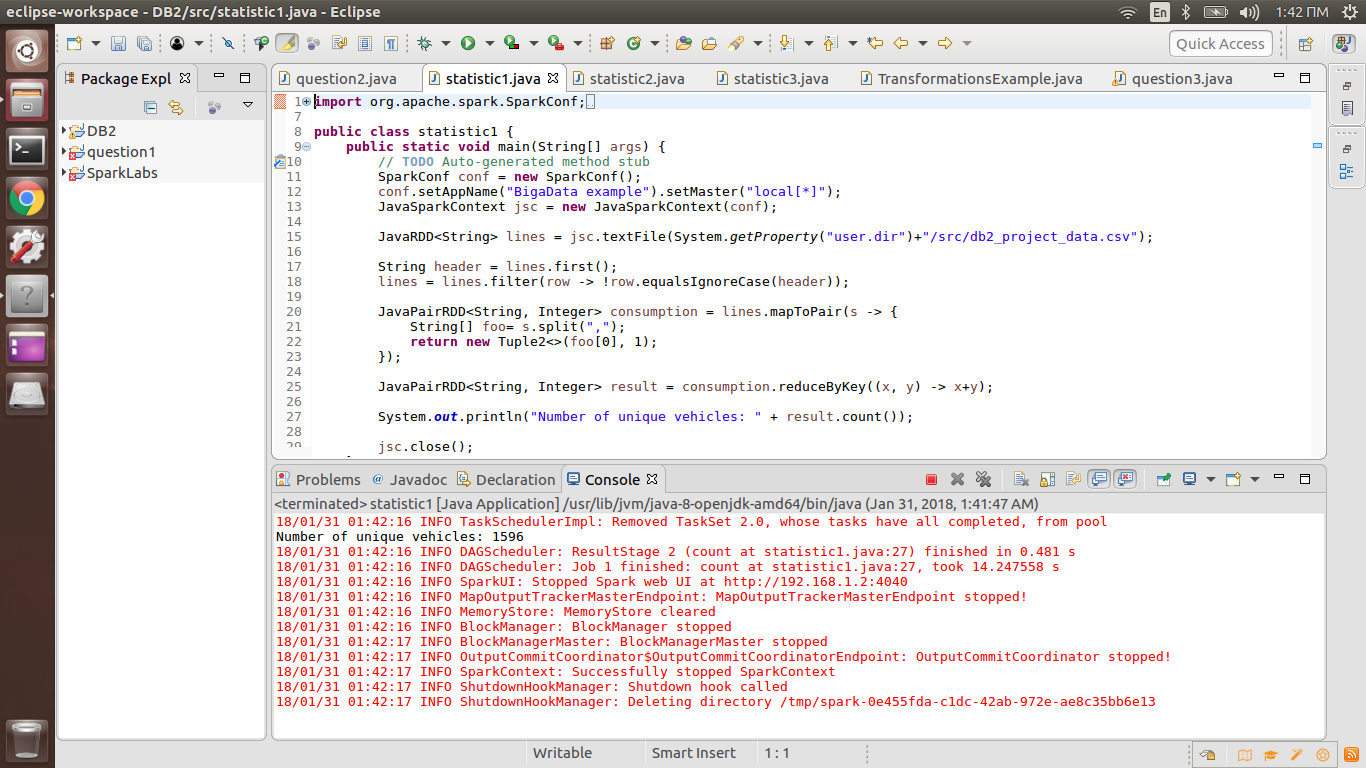 eclipse-workspace - DB2/src/statistic1.java - Eclipse
En
1:42 ΠΜ
Quick Access
Package Expl
question2.java
statistic1.java
statistic2.java
statistic3.java
TransformationsExample.java
question3.java
DB2
question1
SparkLabs
1 import org.apache.spark.SparkConf;
7
8 public class statistic1 {
9 public static void main(String[] args) {
10 // TODO Auto-generated method stub
11 SparkConf conf = new SparkConf();
12 conf.setAppName("BigaData example").setMaster("local[*]");
13 JavaSparkContext jsc = new JavaSparkContext(conf);
14
15 JavaRDD<String> lines = jsc.textFile(System.getProperty("user.dir")+"/src/db2_project_data.csv");
16
17 String header = lines.first();
18 lines = lines.filter(row -> !row.equalsIgnoreCase(header));
19
20 JavaPairRDD<String, Integer> consumption = lines.mapToPair(s -> {
21 String[] foo= s.split(",");
22 return new Tuple2<>(foo[0], 1);
23 });
24
25 JavaPairRDD<String, Integer> result = consumption.reduceByKey((x, y) -> x+y);
26
27 System.out.println("Number of unique vehicles: " + result.count());
28
29 jsc.close();
Problems
@ Javadoc
Declaration
Console
<terminated> statistic1 [Java Application] /usr/lib/jvm/java-8-openjdk-amd64/bin/java (Jan 31, 2018, 1:41:47 AM)
18/01/31 01:42:16 INFO TaskSchedulerImpl: Removed TaskSet 2.0, whose tasks have all completed, from pool
Number of unique vehicles: 1596
18/01/31 01:42:16 INFO DAGScheduler: ResultStage 2 (count at statistic1.java:27) finished in 0.481 s
18/01/31 01:42:16 INFO DAGScheduler: Job 1 finished: count at statistic1.java:27, took 14.247558 s
18/01/31 01:42:16 INFO SparkUI: Stopped Spark web UI at http://192.168.1.2:4040
18/01/31 01:42:16 INFO MapOutputTrackerMasterEndpoint: MapOutputTrackerMasterEndpoint stopped!
18/01/31 01:42:16 INFO MemoryStore: MemoryStore cleared
18/01/31 01:42:16 INFO BlockManager: BlockManager stopped
18/01/31 01:42:17 INFO BlockManagerMaster: BlockManagerMaster stopped
18/01/31 01:42:17 INFO OutputCommitCoordinator$OutputCommitCoordinatorEndpoint: OutputCommitCoordinator stopped!
18/01/31 01:42:17 INFO SparkContext: Successfully stopped SparkContext
18/01/31 01:42:17 INFO ShutdownHookManager: Shutdown hook called
18/01/31 01:42:17 INFO ShutdownHookManager: Deleting directory /tmp/spark-0e455fda-c1dc-42ab-972e-ae8c35bb6e13
Writable
Smart Insert
1 : 1